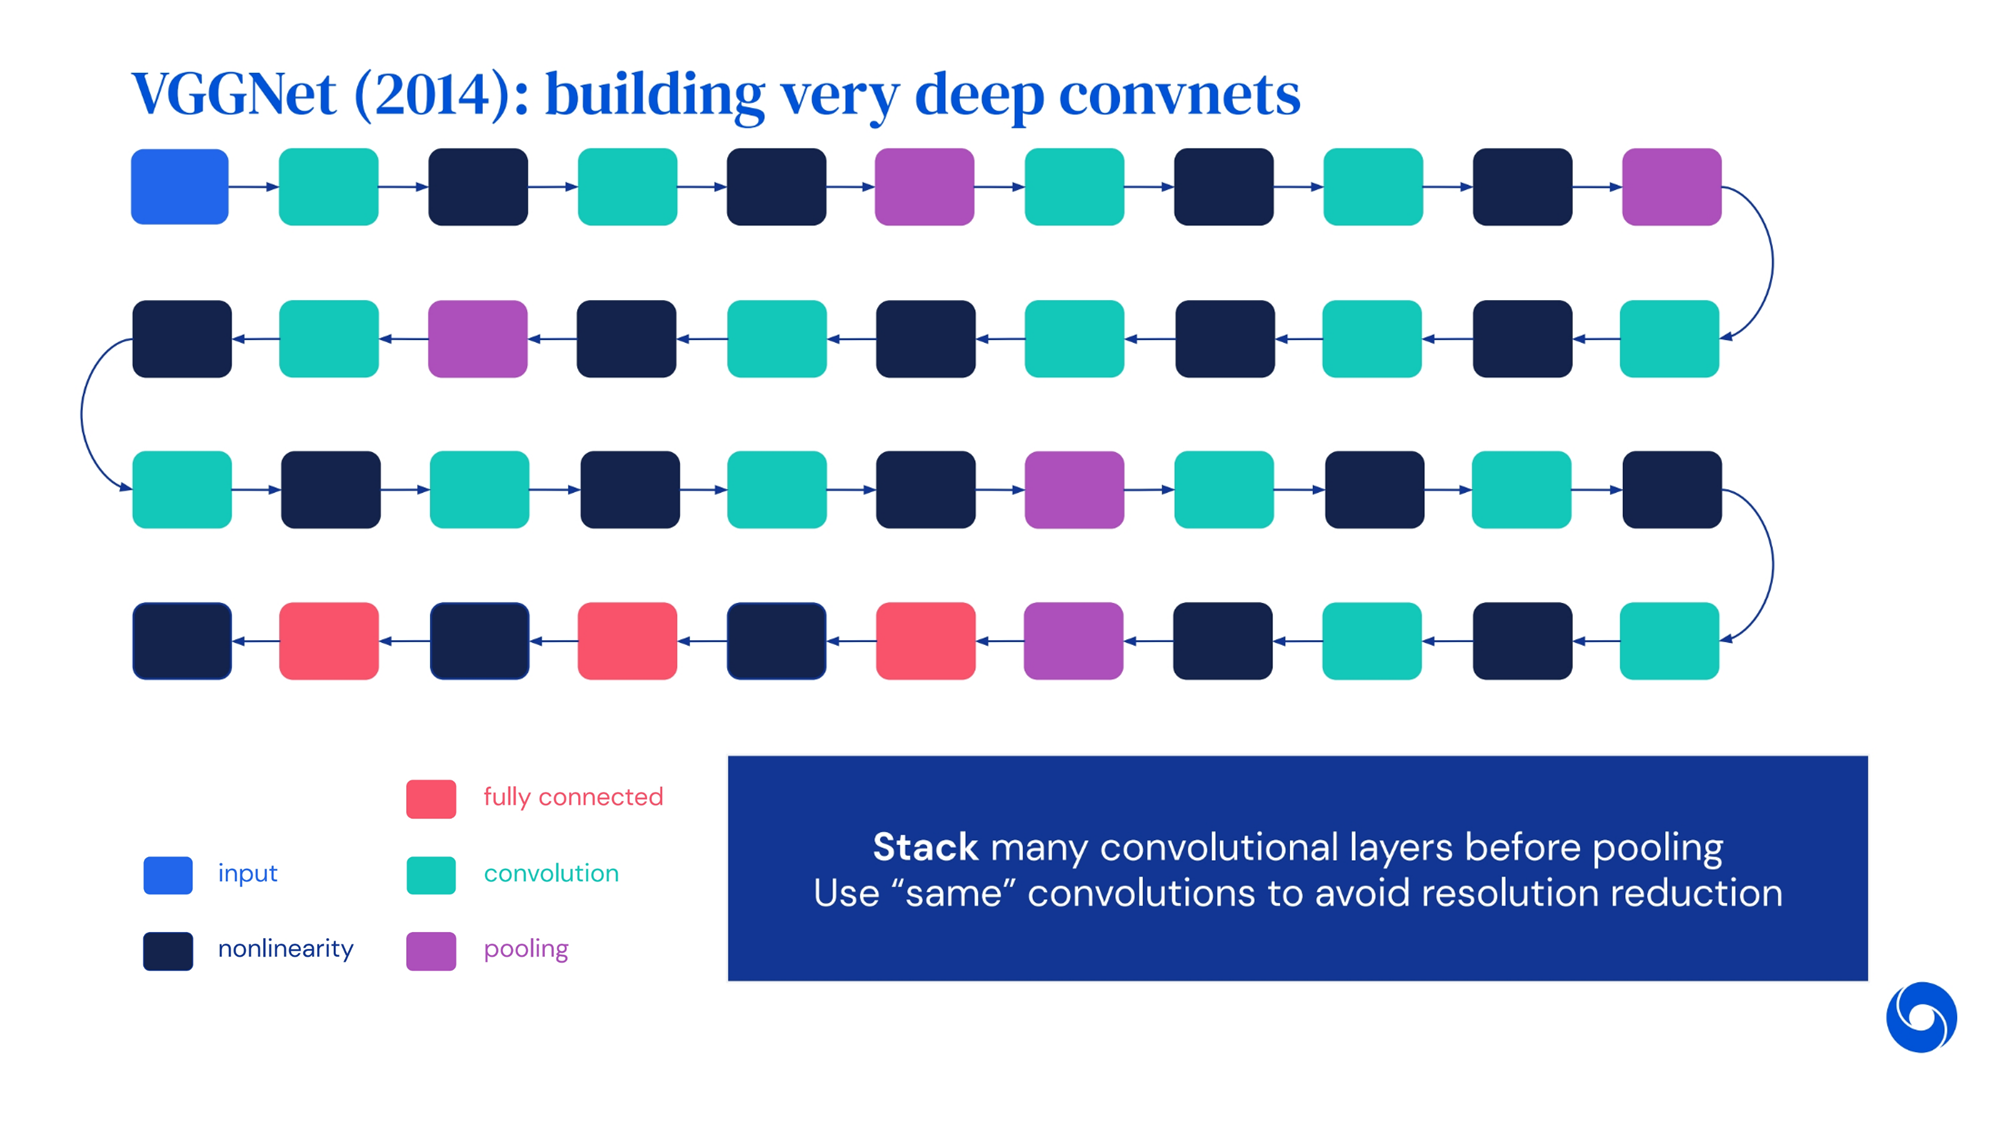 VGGNet (2014): building very deep convnets
fully connected
input
convolution
nonlinearity
pooling
Stack many convolutional layers before pooling
Use “same” convolutions to avoid resolution reduction